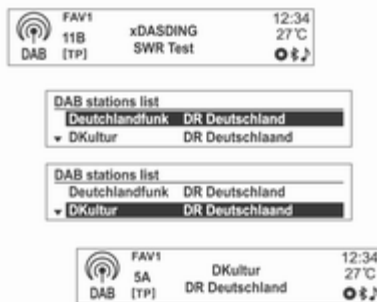 FAV1
12:34
11B
xDASDING
27°C
DAB
[TP]
SWR Test
DAB stations list
Deutchlandfunk DR Deutschland
DKultur DR Deutschlaand
DAB stations list
Deutchlandfunk DR Deutschland
DKultur DR Deutschlaand
FAV1
12:34
5A
DKultur
27°C
DAB
[TP]
DR Deutschland